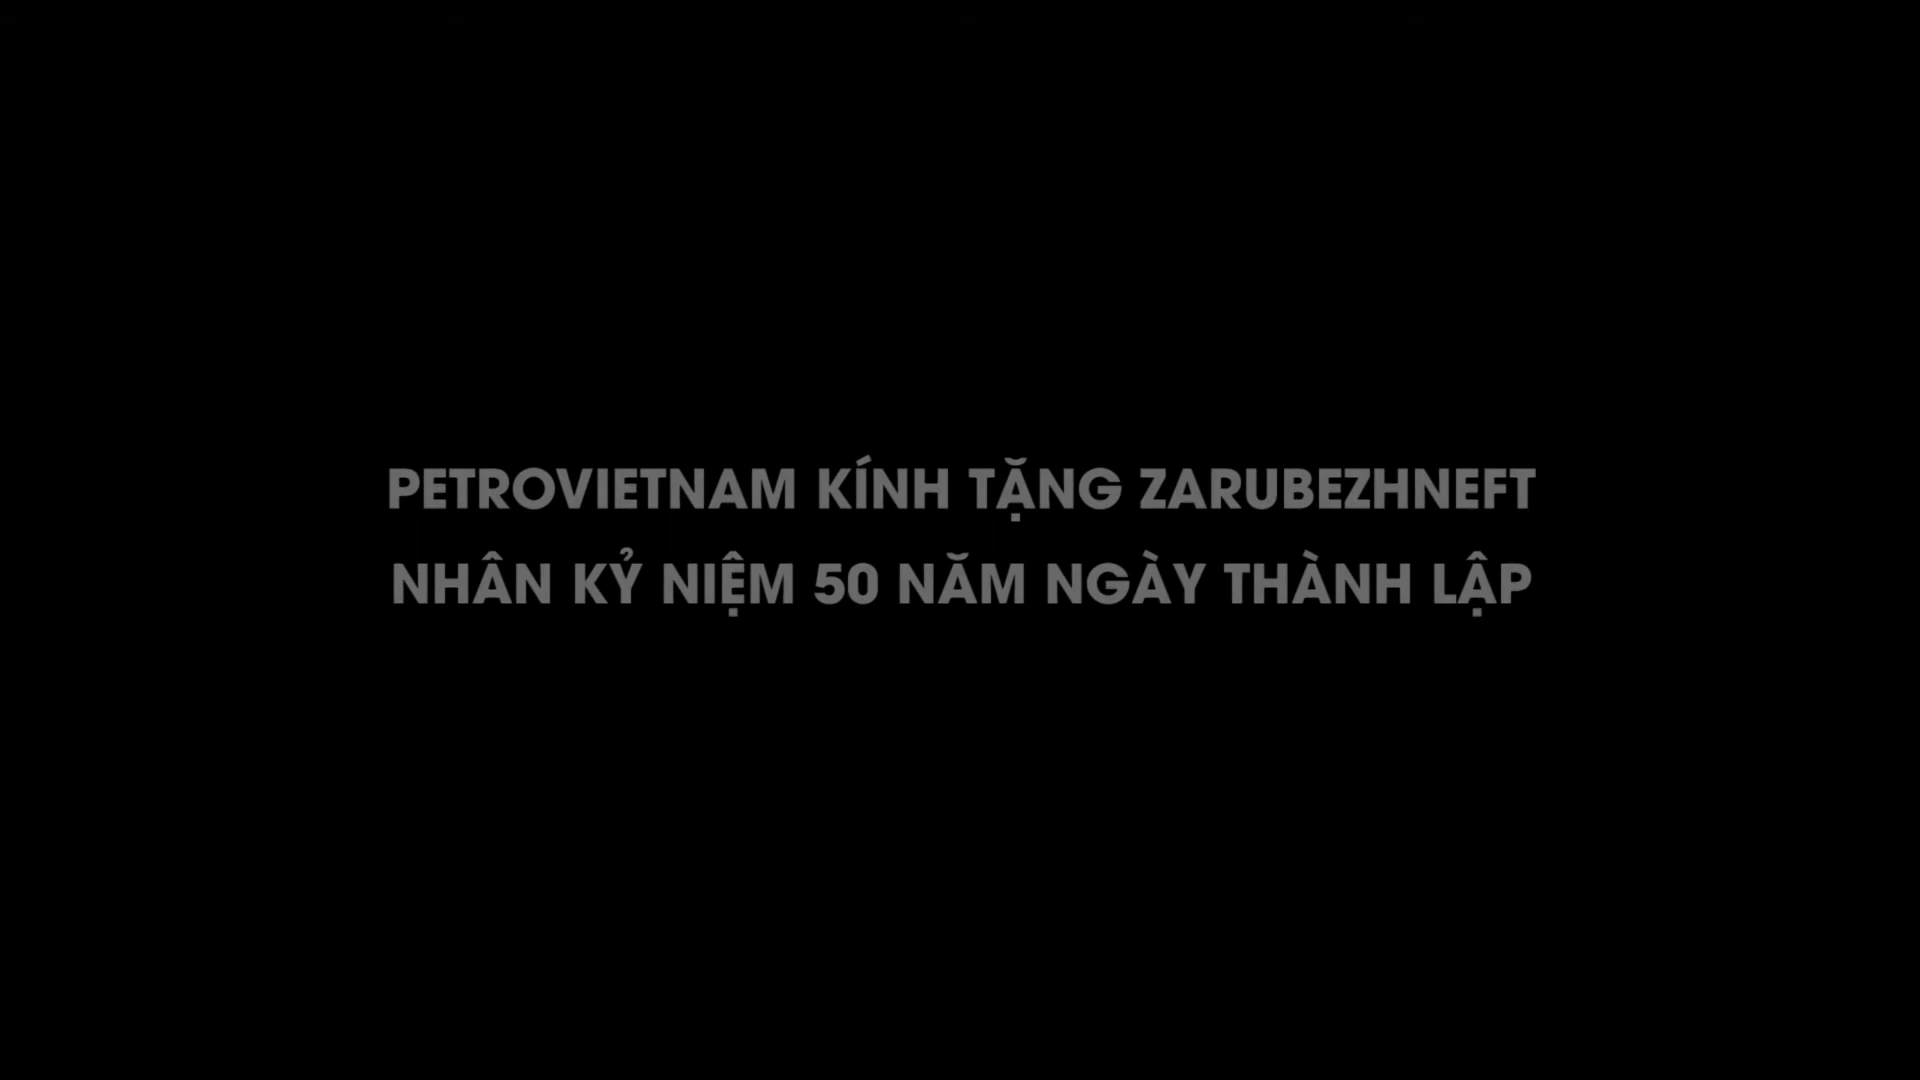 PETROVIETNAM KÍNH TẶNG ZARUBEZHNEFT
NHÂN KỶ NIỆM 50 NĂM NGÀY THÀNH LẬP